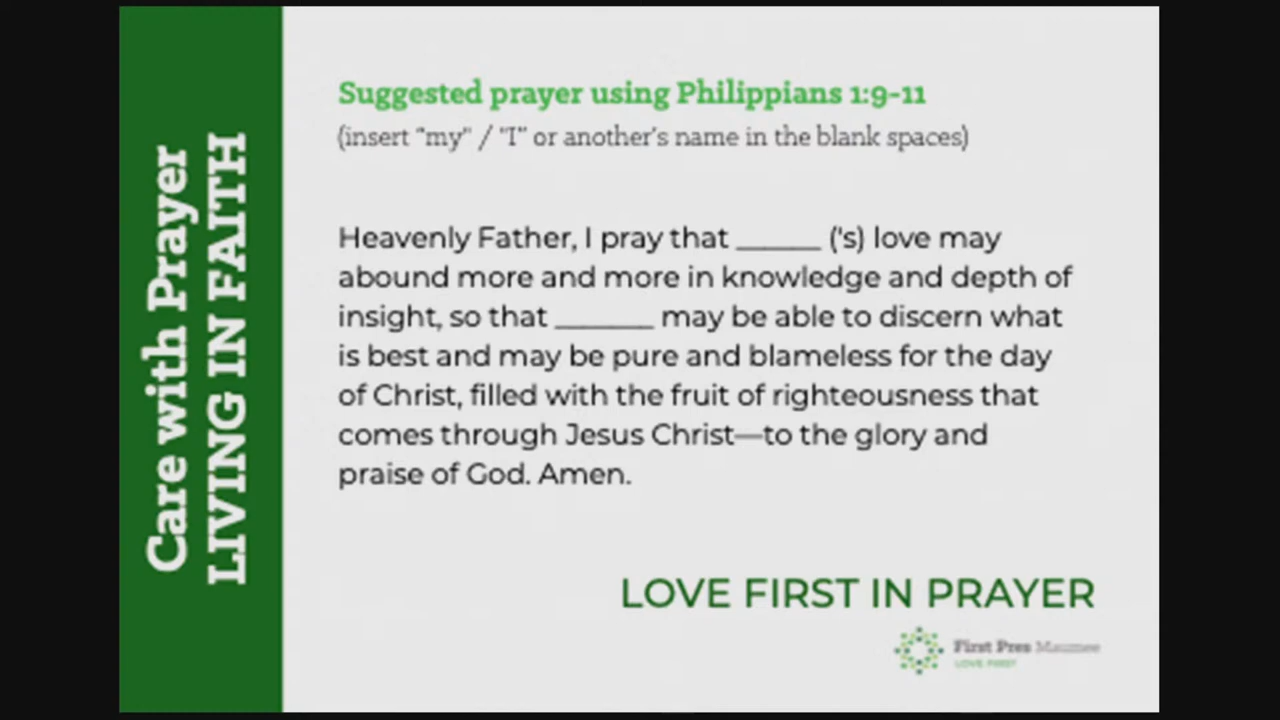 Care with Prayer
LIVING IN FAITH
Suggested prayer using Philippians 1:9-11
(insert "my" / "I" or another's name in the blank spaces)
Heavenly Father, I pray that ______ ('s) love may
abound more and more in knowledge and depth of
insight, so that _______ may be able to discern what
is best and may be pure and blameless for the day
of Christ, filled with the fruit of righteousness that
comes through Jesus Christ—to the glory and
praise of God. Amen.
LOVE FIRST IN PRAYER
First Pres Maumee
LOVE FIRST